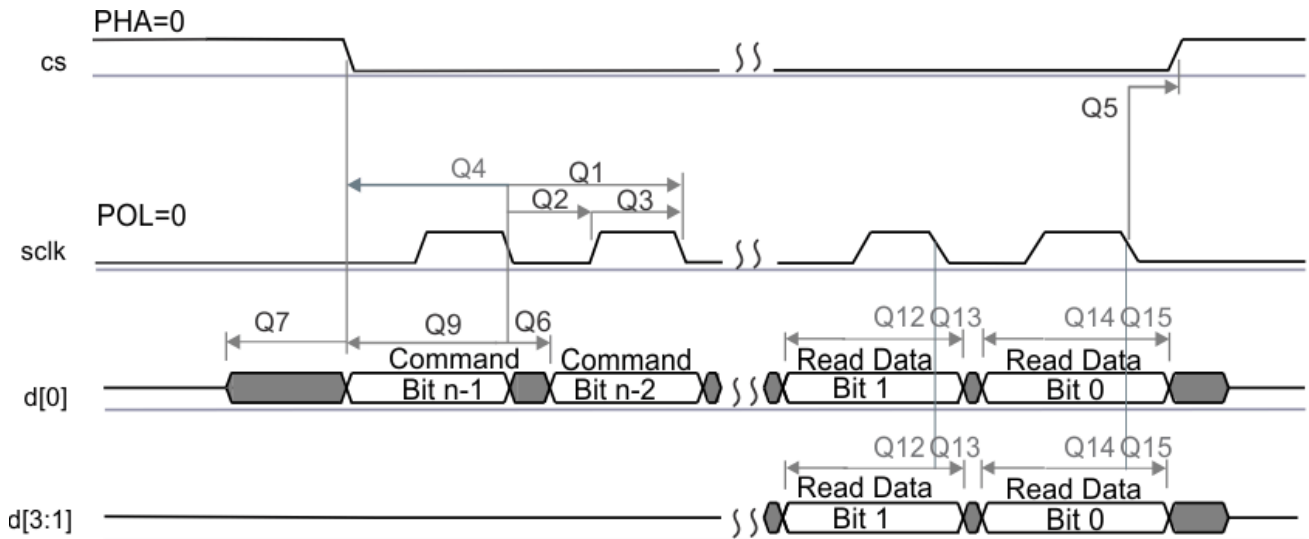 PHA=0
cs
Q5
Q4 Q1
Q2 Q3
POL=0
sclk
Q7 Q9 Q6 Q12 Q13 Q14 Q15
Command Command Read Data Read Data
d[0] Bit n-1 Bit n-2 Bit 1 Bit 0
Q12 Q13 Q14 Q15
Read Data Read Data
d[3:1] Bit 1 Bit 0